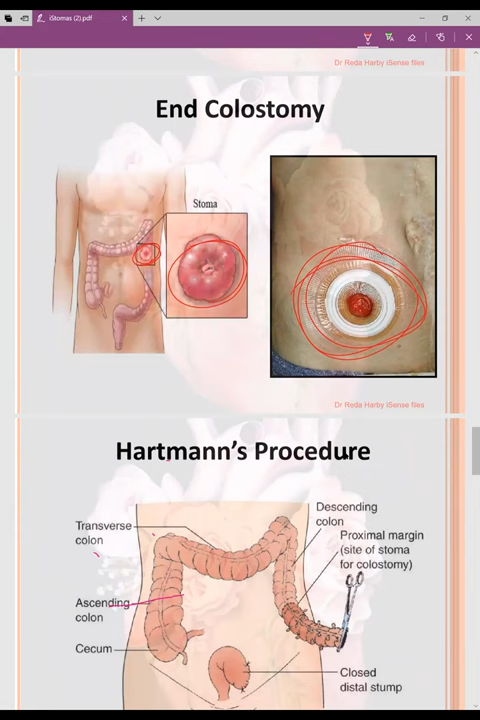 iStomas (2).pdf
Dr Reda Harby iSense files
End Colostomy
Stoma
Dr Reda Harby iSense files
Hartmann's Procedure
Transverse
colon
Ascending
colon
Cecum
Descending
colon
Proximal margin
(site of stoma
for colostomy)
Closed
distal stump